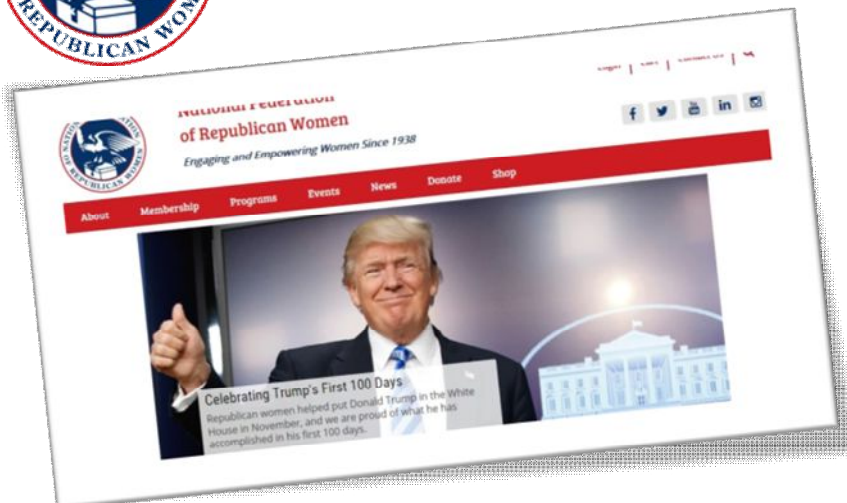 REPUBLICAN WOM
National Federation
of Republican Women
Engaging and Empowering Women Since 1938
About Membership Programs Events News Donate Shop
Celebrating Trump's First 100 Days
Republican women helped put Donald Trump in the White
House in November, and we are proud of what he has
accomplished in his first 100 days.